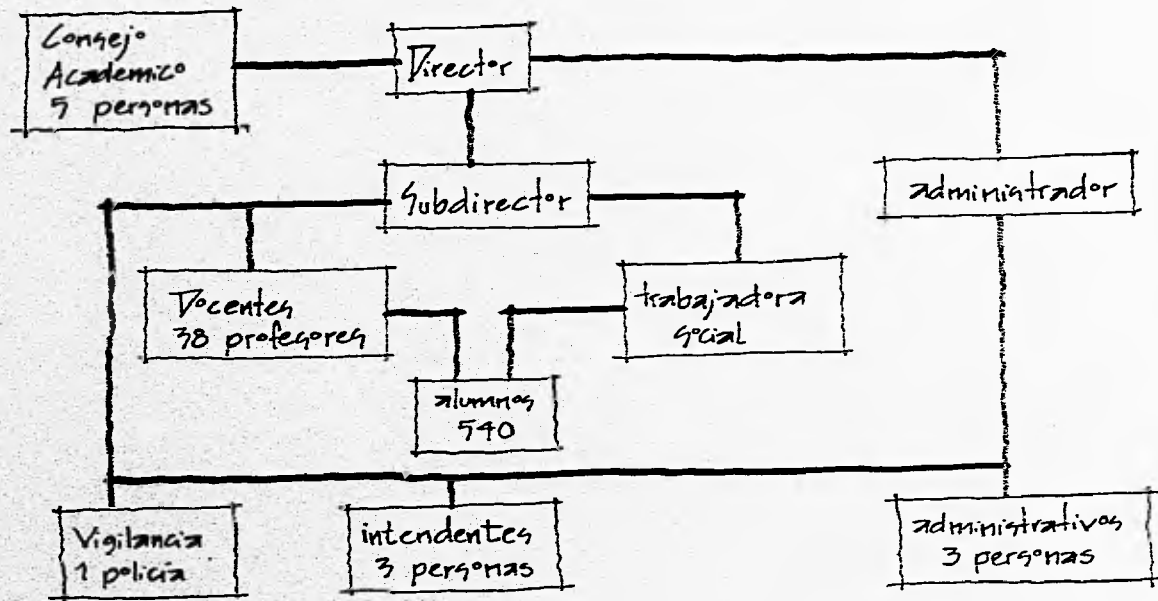 Consejo
Academico
5 personas
Director
Subdirector
administrador
Docentes
38 profesores
trabajadora
social
alumnos
540
Vigilancia
1 policía
intendentes
3 personas
administrativos
3 personas